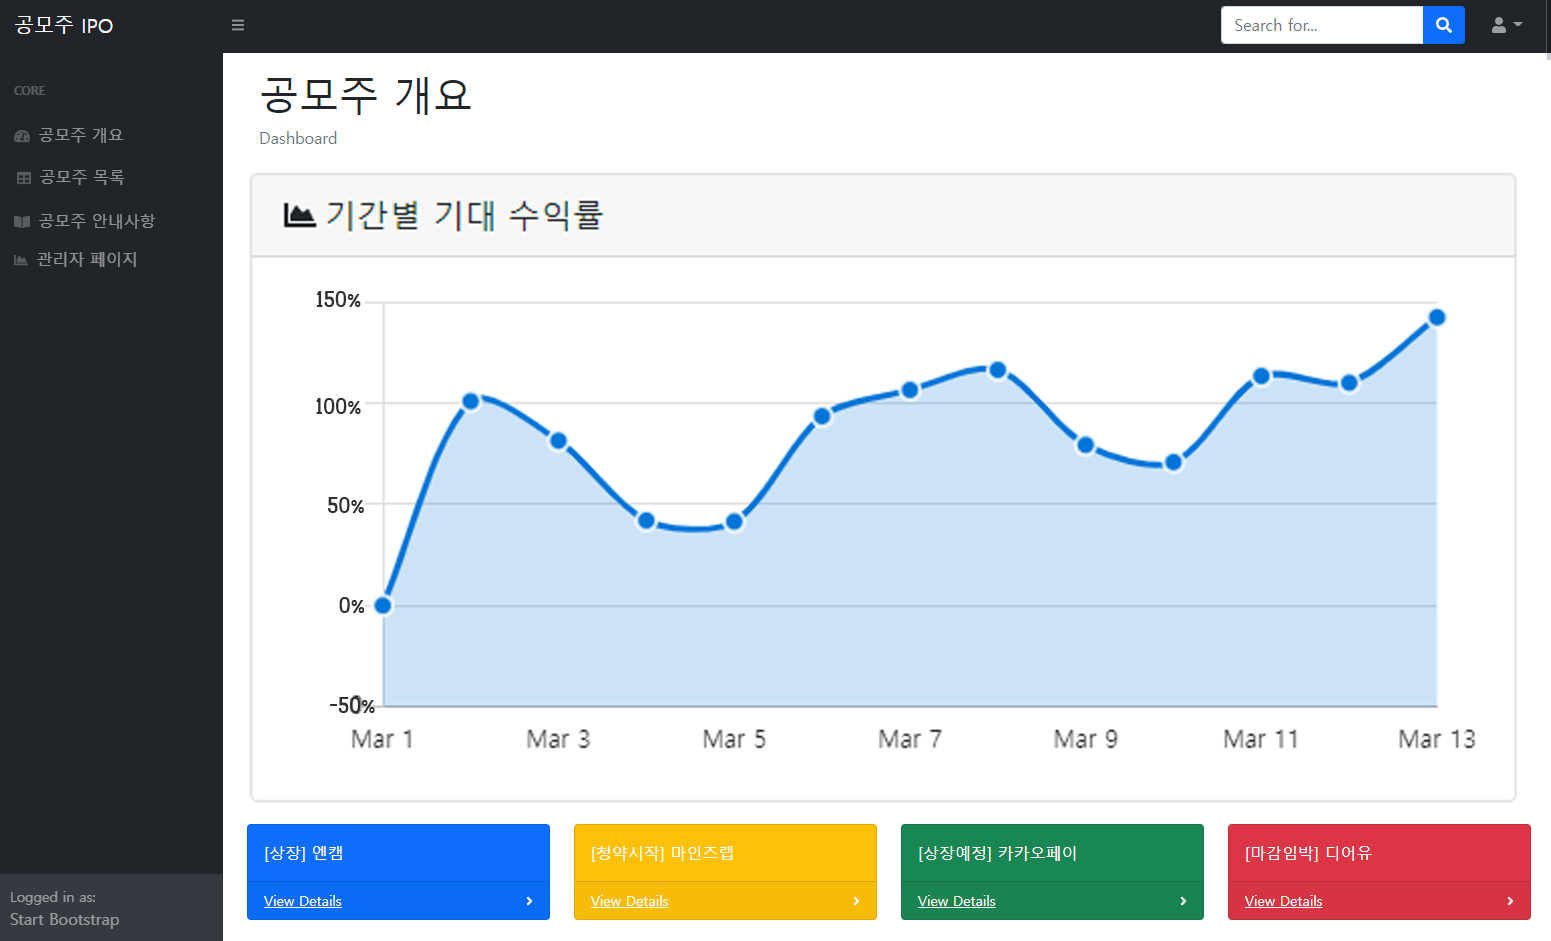 공모주 IPO
Search for...
CORE
공모주 개요
공모주 목록
공모주 안내사항
관리자 페이지
Logged in as:
Start Bootstrap
공모주 개요
Dashboard
기간별 기대 수익률
150%
100%
50%
0%
-50%
Mar 1 Mar 3 Mar 5 Mar 7 Mar 9 Mar 11 Mar 13
[상장] 엔캠
View Details
[청약시작] 마인즈랩
View Details
[상장예정] 카카오페이
View Details
[마감임박] 디어유
View Details